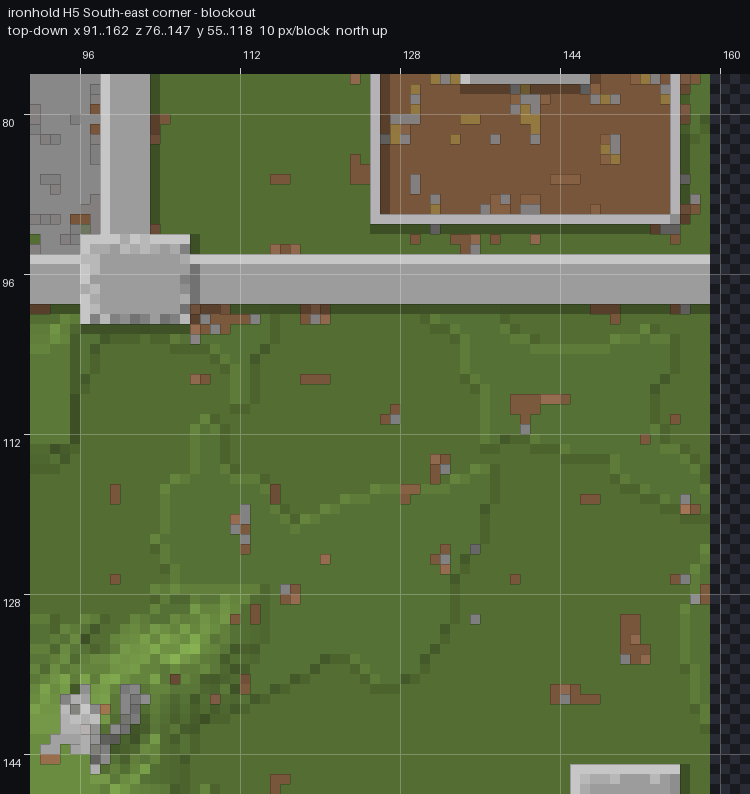 ironhold H5 South-east corner - blockout
top-down  x 91..162  z 76..147  y 55..118  10 px/block  north up
96 112 128 144 160
80
96
112
128
144